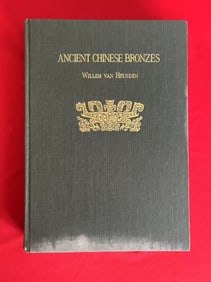 ANCIENT CHINESE BRONZES
WILLEM VAN HEUSDEN